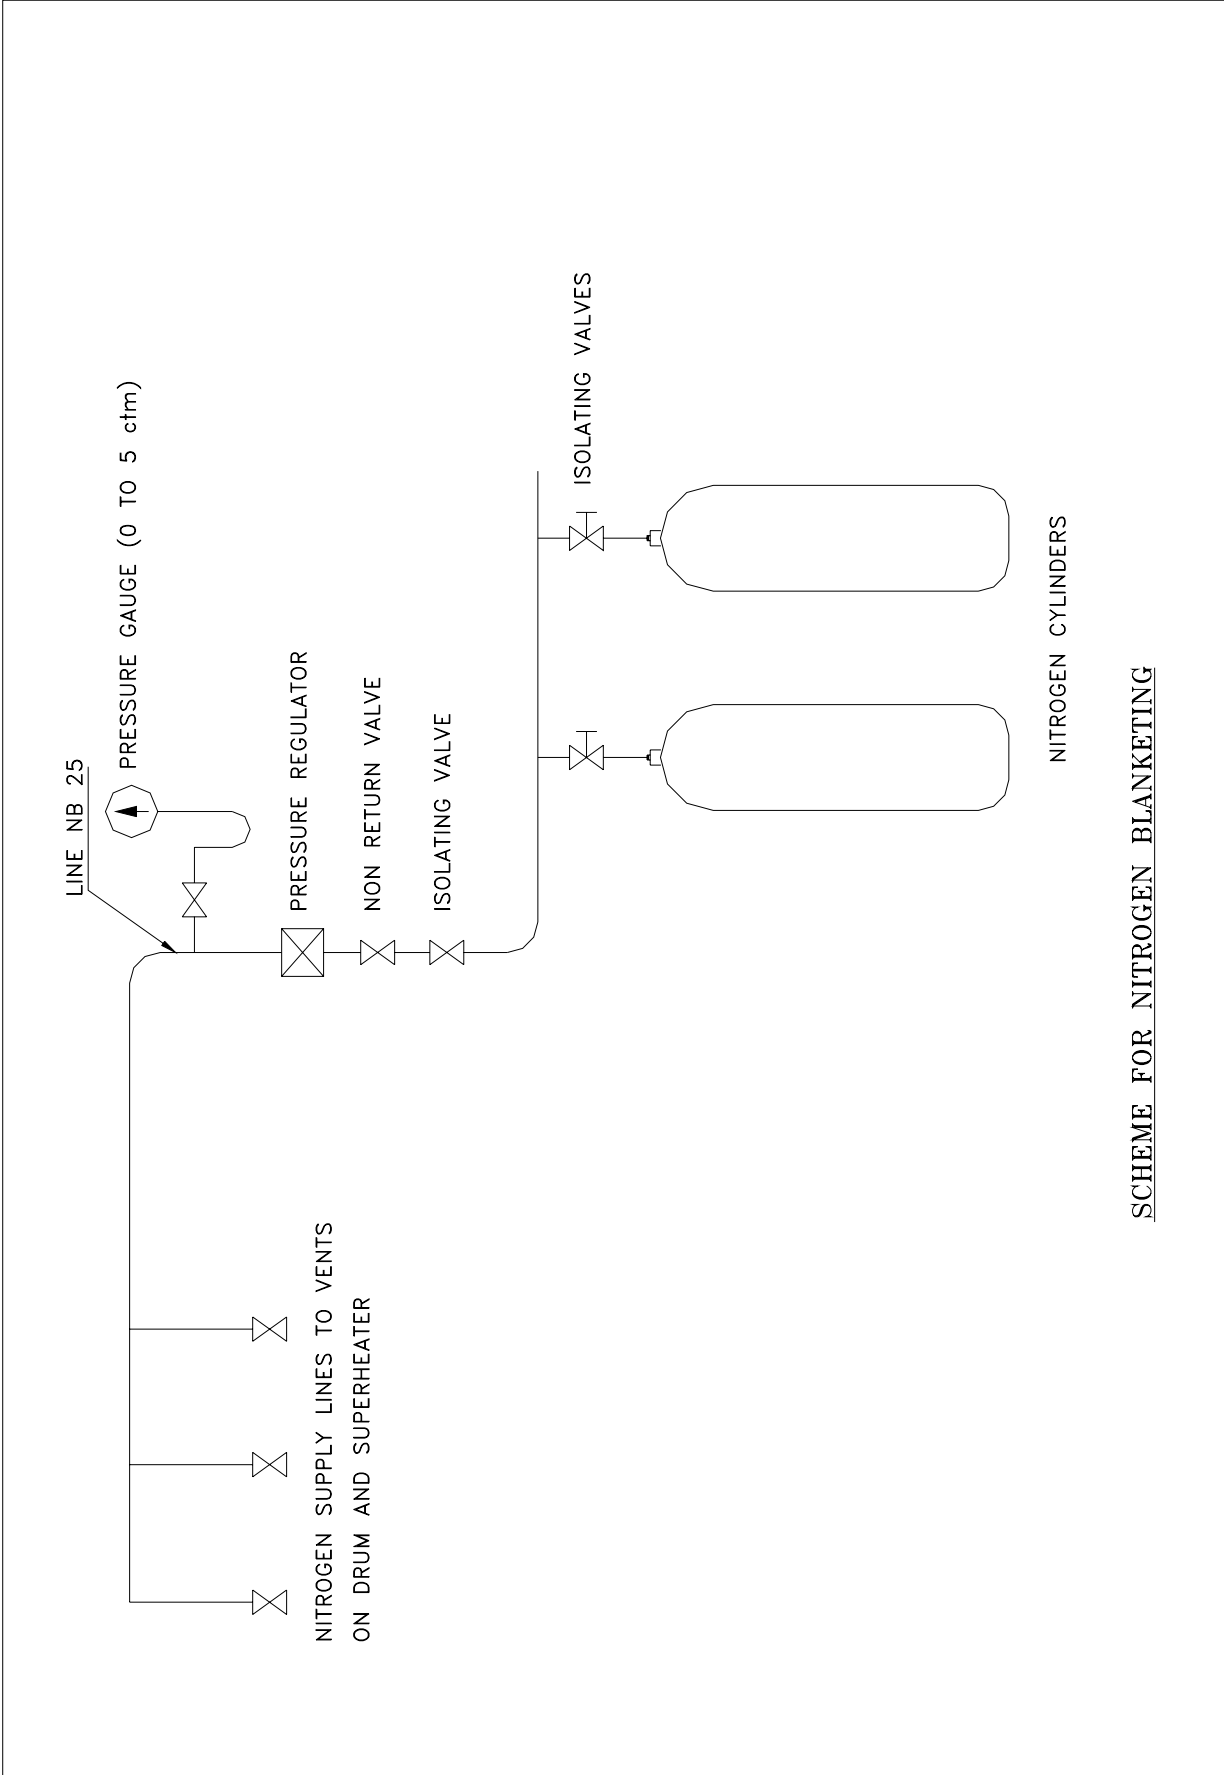 LINE NB 25
PRESSURE GAUGE (0 TO 5 ctm)
PRESSURE REGULATOR
NON RETURN VALVE
ISOLATING VALVE
ISOLATING VALVES
NITROGEN SUPPLY LINES TO VENTS
ON DRUM AND SUPERHEATER
NITROGEN CYLINDERS
SCHEME FOR NITROGEN BLANKETING